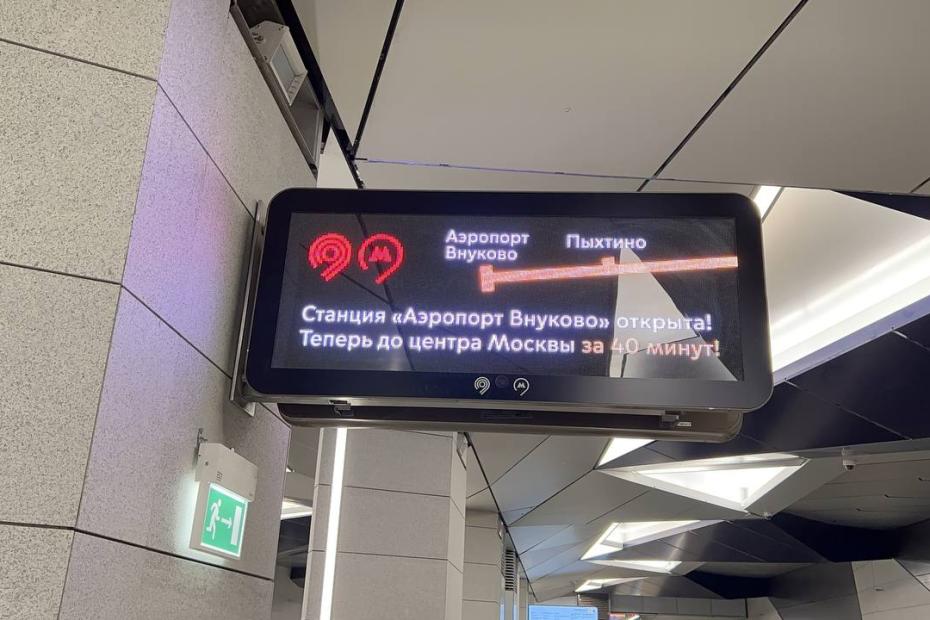 Аэропорт
Внуково
Пыхтино
Станция «Аэропорт Внуково» открыта!
Теперь до центра Москвы за 40 минут!